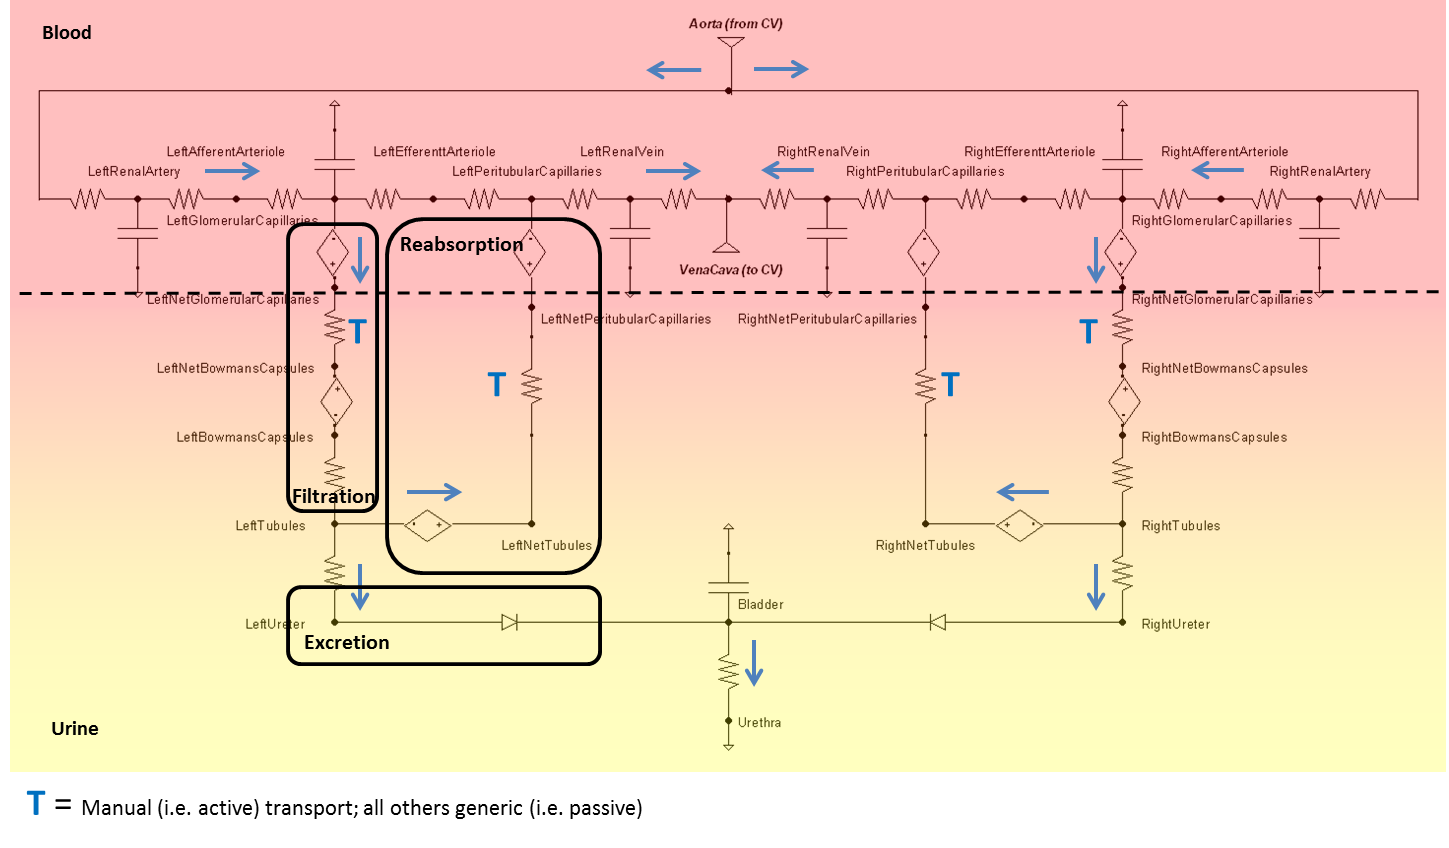 Aorta (from CV)
Blood
LeftAfferentArteriole
LeftEfferenttArteriole
LeftRenalVein
RightRenalVein
RightEfferenttArteriole
RightAfferentArteriole
LeftRenalArtery
LeftPeritubularCapillaries
RightPeritubularCapillaries
RightRenalArtery
LeftGlomerularCapillaries
RightGlomerularCapillaries
Reabsorption
VenaCava (to CV)
LeftNetGlomerularCapillaries
RightNetGlomerularCapillaries
LeftNetPeritubularCapillaries
RightNetPeritubularCapillaries
T
T
LeftNetBowmansCapsules
RightNetBowmansCapsules
T
T
LeftBowmansCapsules
RightBowmansCapsules
Filtration
LeftTubules
RightTubules
LeftNetTubules
RightNetTubules
Bladder
LeftUreter
RightUreter
Excretion
Urethra
Urine
T = Manual (i.e. active) transport; all others generic (i.e. passive)